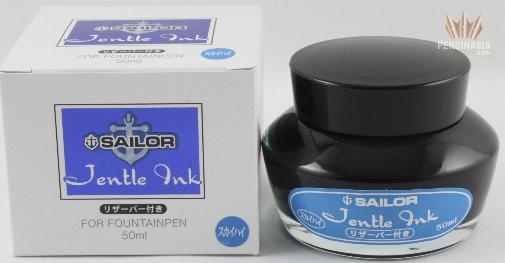 PENSINASIA
.com
SAILOR
Jentle Ink
リザーバー付き
FOR FOUNTAINPEN
50ml
スカイハイ
SAILOR
Jentle Ink
スカイハイ
リザーバー付き
50ml